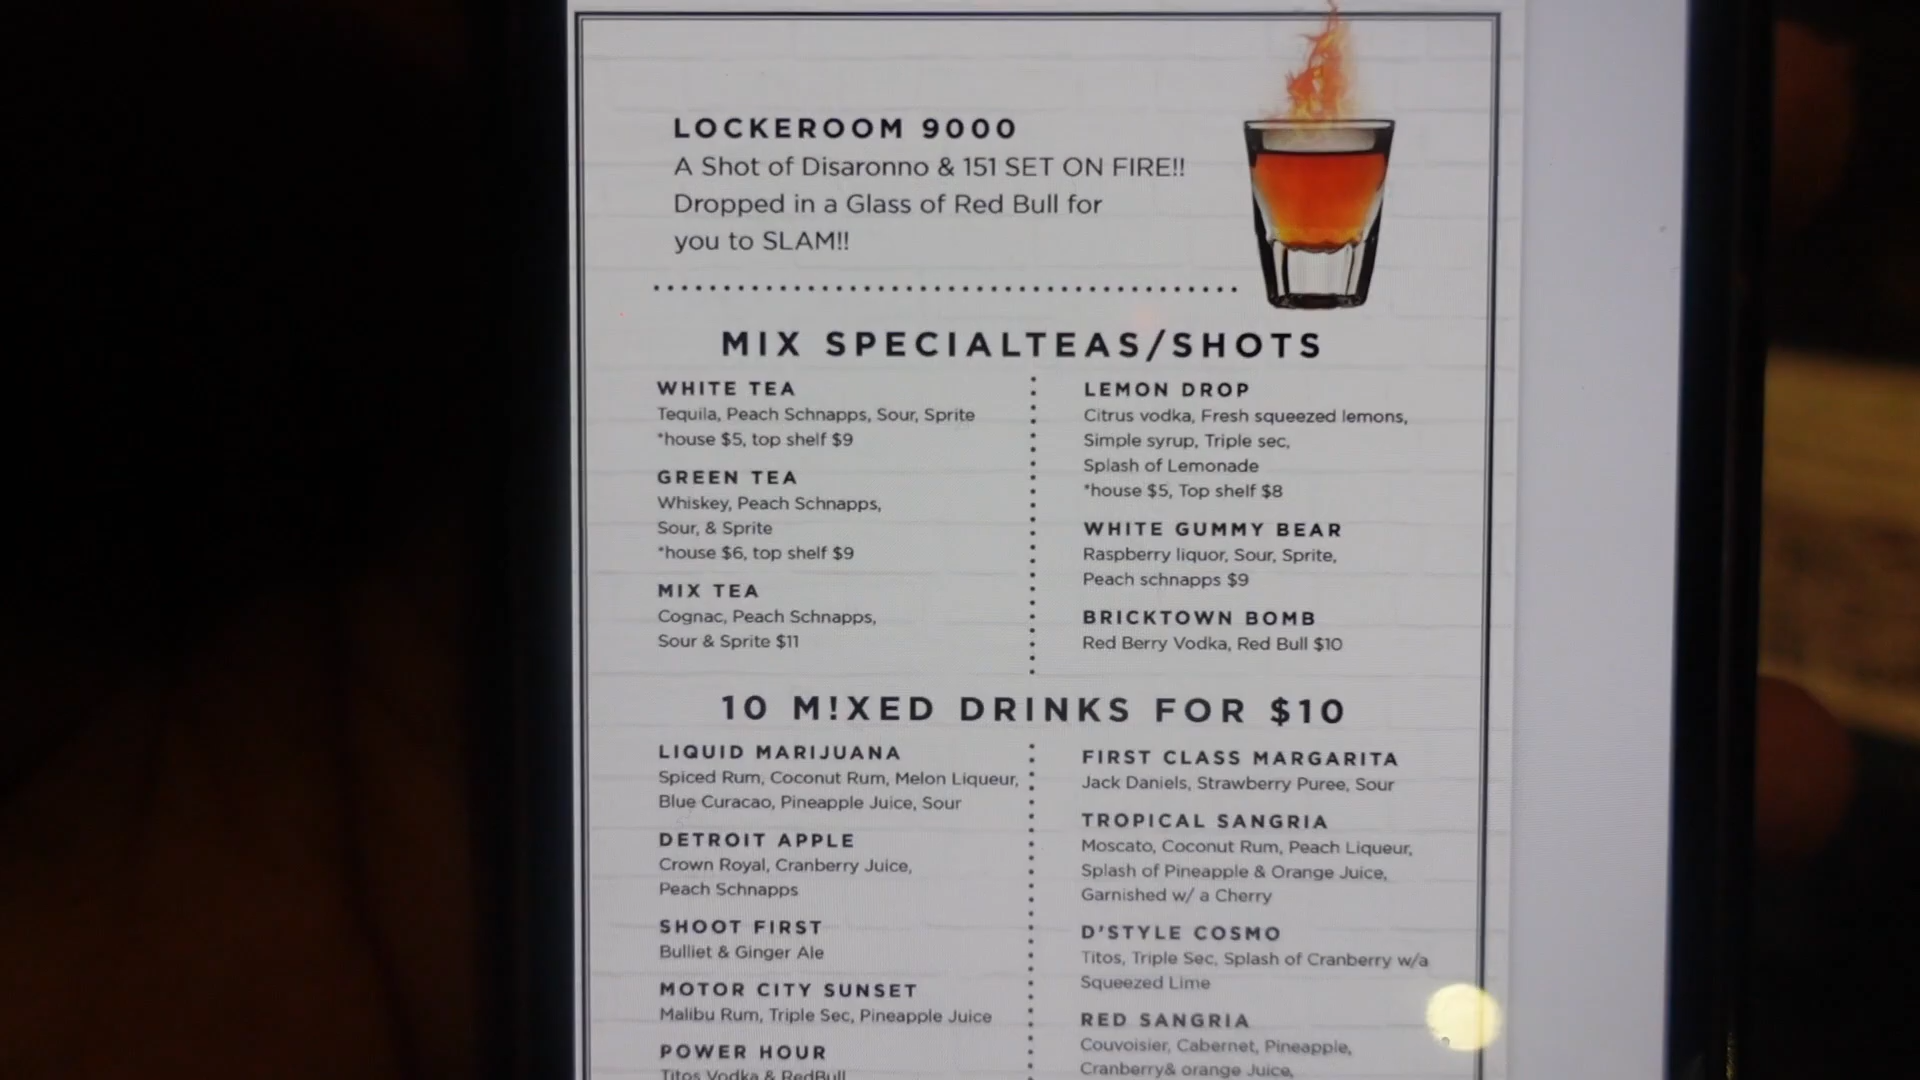 LOCKEROOM 9000
A Shot of Disaronno & 151 SET ON FIRE!!
Dropped in a Glass of Red Bull for
you to SLAM!!
MIX SPECIALTEAS/SHOTS
WHITE TEA
Tequila, Peach Schnapps, Sour, Sprite
*house $5, top shelf $9
GREEN TEA
Whiskey, Peach Schnapps,
Sour, & Sprite
*house $6, top shelf $9
MIX TEA
Cognac, Peach Schnapps,
Sour & Sprite $11
LEMON DROP
Citrus vodka, Fresh squeezed lemons,
Simple syrup, Triple sec,
Splash of Lemonade
*house $5, Top shelf $8
WHITE GUMMY BEAR
Raspberry liquor, Sour, Sprite,
Peach schnapps $9
BRICKTOWN BOMB
Red Berry Vodka, Red Bull $10
10 M!XED DRINKS FOR $10
LIQUID MARIJUANA
Spiced Rum, Coconut Rum, Melon Liqueur,
Blue Curacao, Pineapple Juice, Sour
DETROIT APPLE
Crown Royal, Cranberry Juice,
Peach Schnapps
SHOOT FIRST
Bulliet & Ginger Ale
MOTOR CITY SUNSET
Malibu Rum, Triple Sec, Pineapple Juice
POWER HOUR
Titos Vodka & RedBull
FIRST CLASS MARGARITA
Jack Daniels, Strawberry Puree, Sour
TROPICAL SANGRIA
Moscato, Coconut Rum, Peach Liqueur,
Splash of Pineapple & Orange Juice,
Garnished w/ a Cherry
D'STYLE COSMO
Titos, Triple Sec, Splash of Cranberry w/a
Squeezed Lime
RED SANGRIA
Couvoisier, Cabernet, Pineapple,
Cranberry& orange Juice,